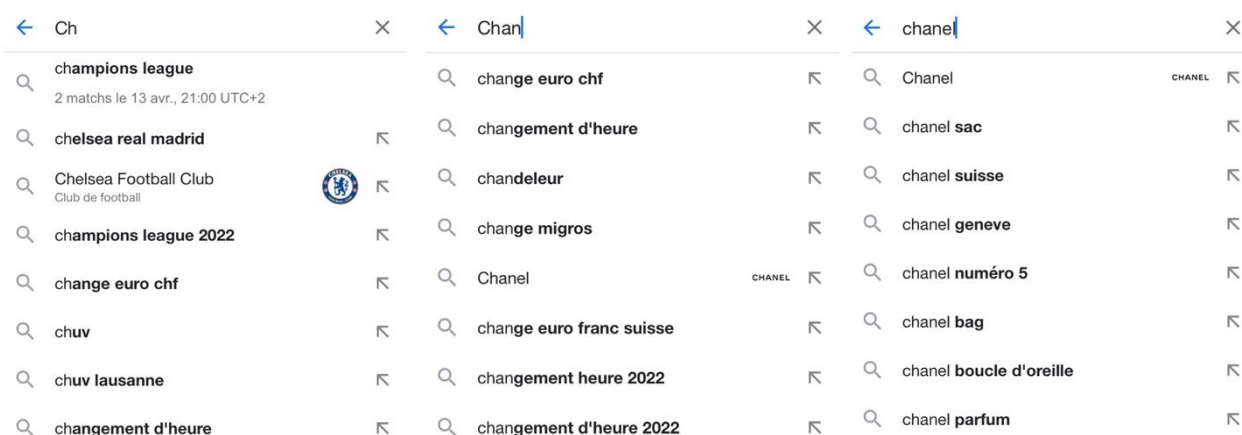 Ch
champions league
2 matchs le 13 avr., 21:00 UTC+2
chelsea real madrid
Chelsea Football Club
Club de football
champions league 2022
change euro chf
chuv
chuv lausanne
changement d'heure
Chan
change euro chf
changement d'heure
chandeleur
change migros
Chanel CHANEL
change euro franc suisse
changement heure 2022
changement d'heure 2022
chanel
Chanel CHANEL
chanel sac
chanel suisse
chanel geneve
chanel numéro 5
chanel bag
chanel boucle d'oreille
chanel parfum